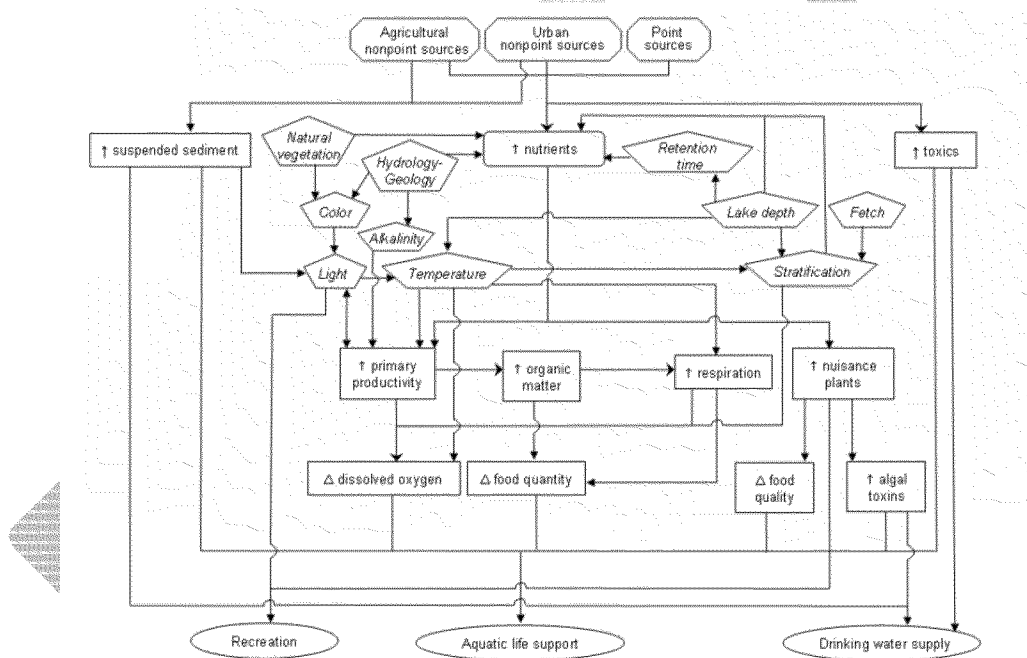 Agricultural
nonpoint sources
Urban
nonpoint sources
Point
sources
↑ suspended sediment
Natural
vegetation
↑ nutrients
Retention
time
↑ toxics
Hydrology-
Geology
Color
Alkalinity
Lake depth
Fetch
Light
Temperature
Stratification
↑ primary
productivity
↑ organic
matter
↑ respiration
↑ nuisance
plants
Δ dissolved oxygen
Δ food quantity
Δ food
quality
↑ algal
toxins
Recreation
Aquatic life support
Drinking water supply